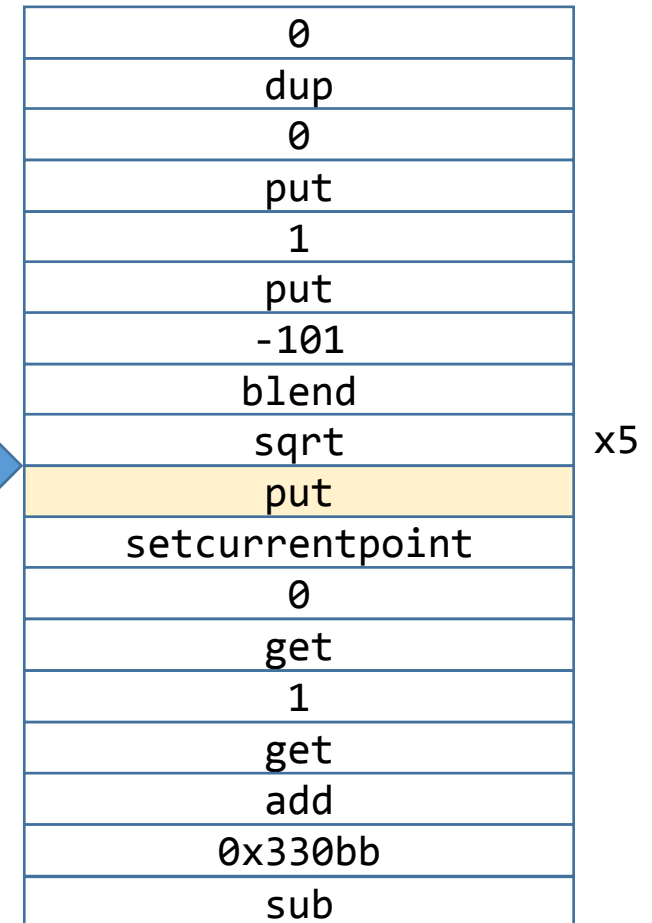 0
dup
0
put
1
put
-101
blend
sqrt x5
put
setcurrentpoint
0
get
1
get
add
0x330bb
sub